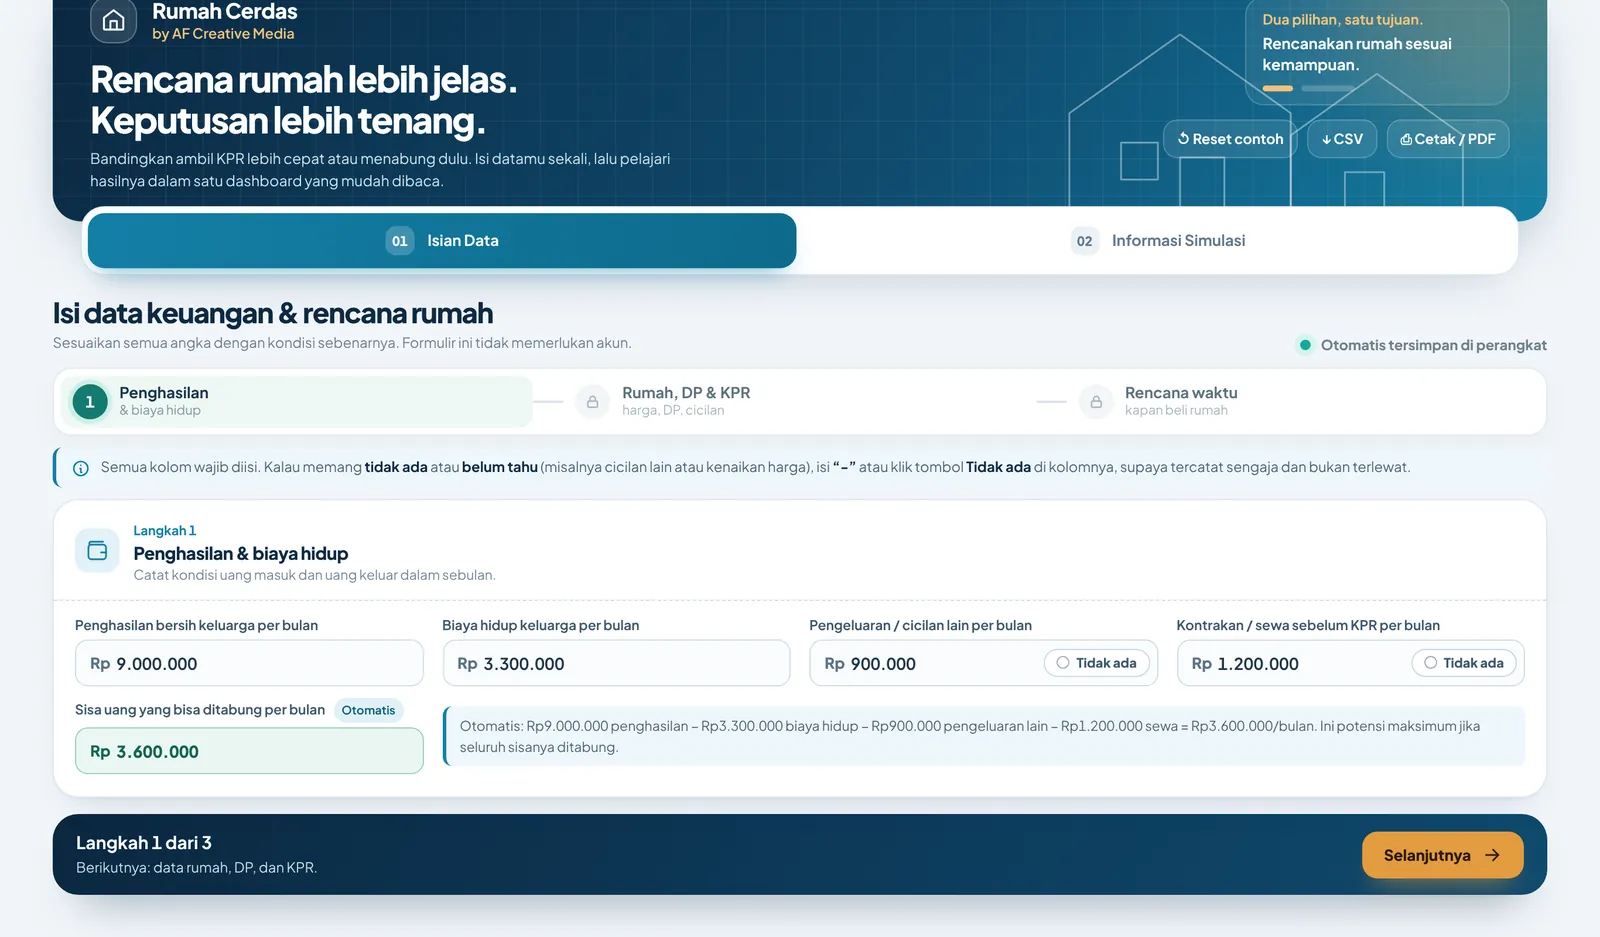 Rumah Cerdas
by AF Creative Media
Rencana rumah lebih jelas.
Keputusan lebih tenang.
Bandingkan ambil KPR lebih cepat atau menabung dulu. Isi datamu sekali, lalu pelajari
hasilnya dalam satu dashboard yang mudah dibaca.
Dua pilihan, satu tujuan.
Rencanakan rumah sesuai
kemampuan.
Reset contoh
CSV
Cetak / PDF
01 Isian Data
02 Informasi Simulasi
Isi data keuangan & rencana rumah
Sesuaikan semua angka dengan kondisi sebenarnya. Formulir ini tidak memerlukan akun.
Otomatis tersimpan di perangkat
1 Penghasilan
& biaya hidup
Rumah, DP & KPR
harga, DP, cicilan
Rencana waktu
kapan beli rumah
Semua kolom wajib diisi. Kalau memang tidak ada atau belum tahu (misalnya cicilan lain atau kenaikan harga), isi “-” atau klik tombol Tidak ada di kolomnya, supaya tercatat sengaja dan bukan terlewat.
Langkah 1
Penghasilan & biaya hidup
Catat kondisi uang masuk dan uang keluar dalam sebulan.
Penghasilan bersih keluarga per bulan
Rp 9.000.000
Biaya hidup keluarga per bulan
Rp 3.300.000
Pengeluaran / cicilan lain per bulan
Rp 900.000 Tidak ada
Kontrakan / sewa sebelum KPR per bulan
Rp 1.200.000 Tidak ada
Sisa uang yang bisa ditabung per bulan Otomatis
Rp 3.600.000
Otomatis: Rp9.000.000 penghasilan – Rp3.300.000 biaya hidup – Rp900.000 pengeluaran lain – Rp1.200.000 sewa = Rp3.600.000/bulan. Ini potensi maksimum jika
seluruh sisanya ditabung.
Langkah 1 dari 3
Berikutnya: data rumah, DP, dan KPR.
Selanjutnya →